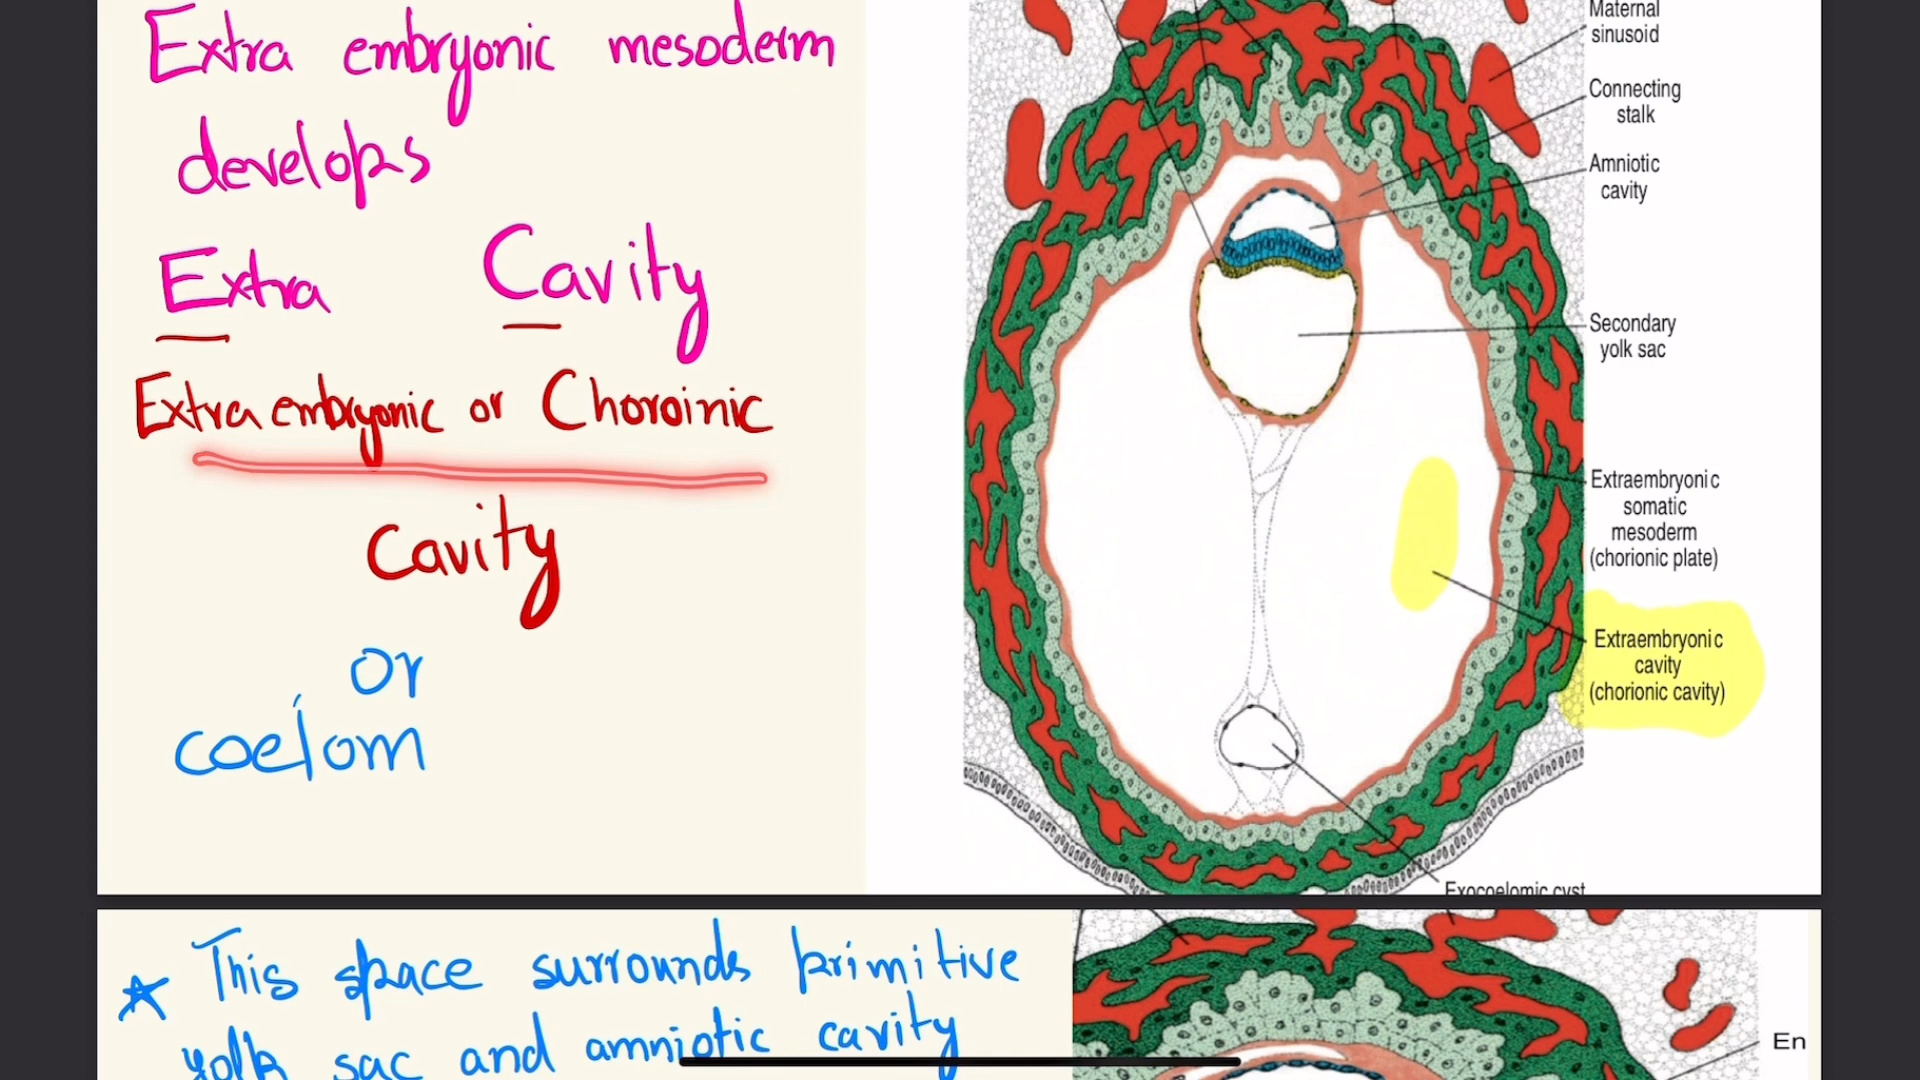 Extra embryonic mesoderm
develops
Extra Cavity
Extra embryonic or Choroinic
Cavity
or
coelom
Maternal
sinusoid
Connecting
stalk
Amniotic
cavity
Secondary
yolk sac
Extraembryonic
somatic
mesoderm
(chorionic plate)
Extraembryonic
cavity
(chorionic cavity)
Exocoelomic cyst
This space surrounds primitive
yolk sac and amniotic cavity
En